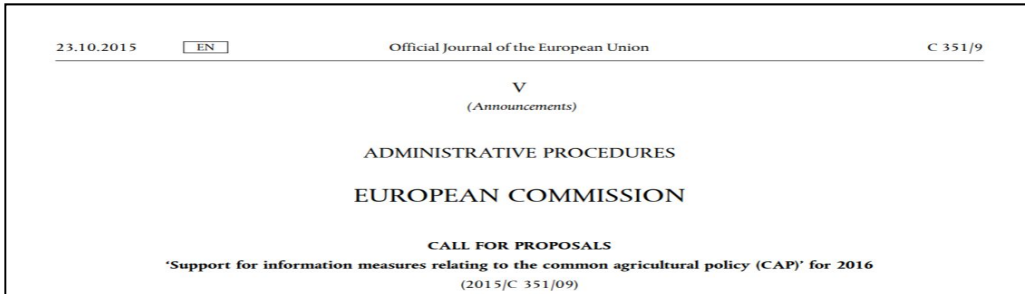 23.10.2015 EN Official Journal of the European Union C 351/9
V
(Announcements)
ADMINISTRATIVE PROCEDURES
EUROPEAN COMMISSION
CALL FOR PROPOSALS
‘Support for information measures relating to the common agricultural policy (CAP)’ for 2016
(2015/C 351/09)